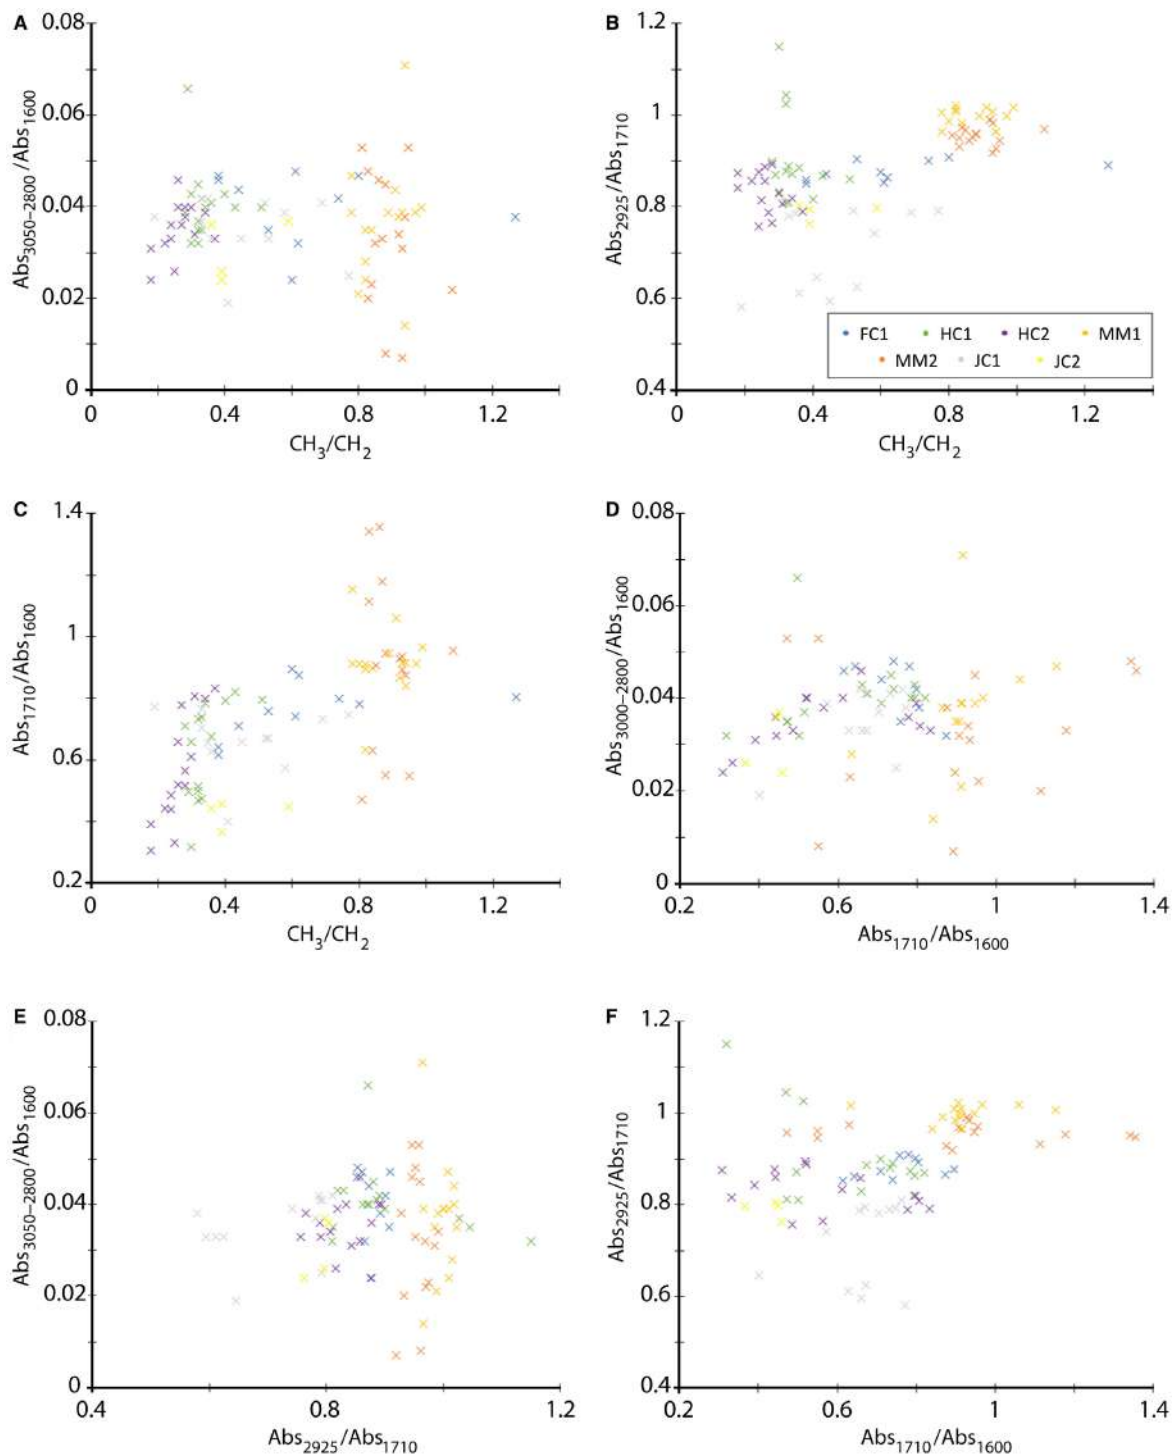 A
0.08
0.06
0.04
0.02
0
Abs3050–2800/Abs1600
0 0.4 0.8 1.2
CH3/CH2
B
1.2
1
0.8
0.6
0.4
Abs2925/Abs1710
FC1 HC1 HC2 MM1
MM2 JC1 JC2
0 0.4 0.8 1.2
CH3/CH2
C
1.4
1
0.6
0.2
Abs1710/Abs1600
0 0.4 0.8 1.2
CH3/CH2
D
0.08
0.06
0.04
0.02
0
Abs3000–2800/Abs1600
0.2 0.6 1 1.4
Abs1710/Abs1600
E
0.08
0.06
0.04
0.02
0
Abs3050–2800/Abs1600
0.4 0.8 1.0 1.2
Abs2925/Abs1710
F
1.2
1
0.8
0.6
0.4
Abs2925/Abs1710
0.2 0.6 1 1.4
Abs1710/Abs1600